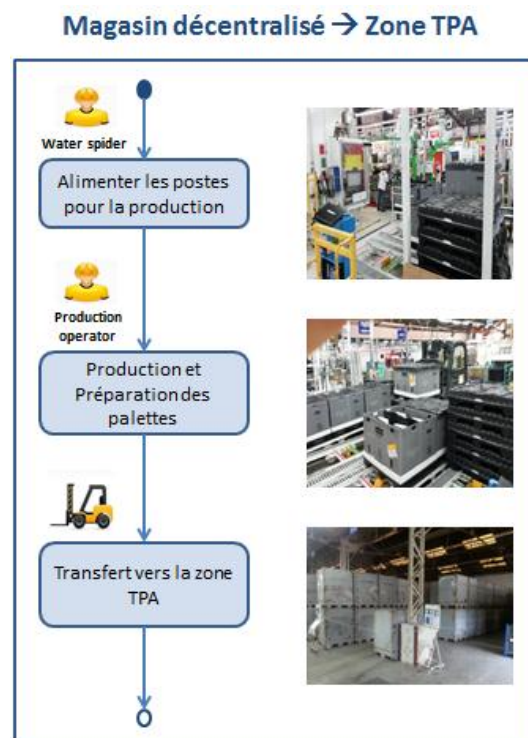 Magasin décentralisé → Zone TPA
Water spider
Alimenter les postes
pour la production
Production
operator
Production et
Préparation des
palettes
Transfert vers la zone
TPA